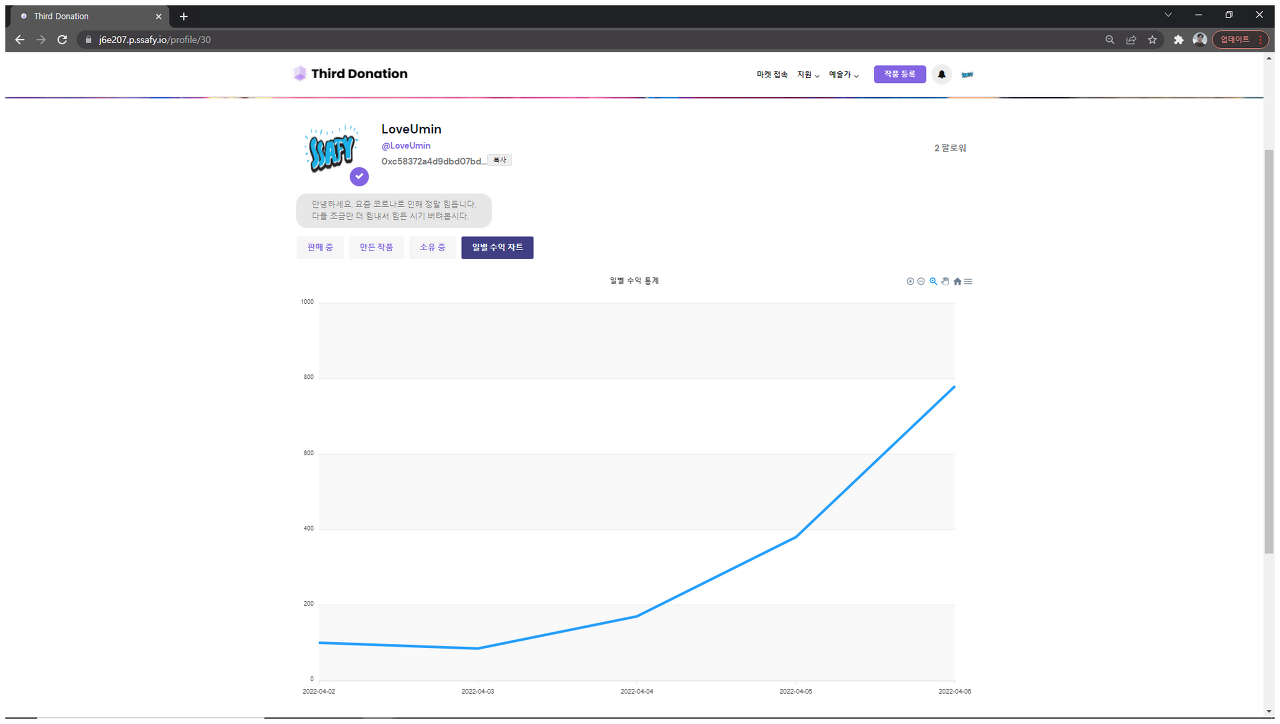 Third Donation
j6e207.p.ssafy.io/profile/30
업데이트
Third Donation
마켓 접속 지원 예술가 작품 등록
SSAFY
LoveUmin
@LoveUmin
0xc58372a4d9dbd07bd... 복사
2 팔로워
안녕하세요. 요즘 코로나로 인해 정말 힘듭니다.
다들 조금만 더 힘내서 힘든 시기 버텨봅시다.
판매 중 만든 작품 소유 중 일별 수익 차트
일별 수익 통계
1000
800
600
400
200
0
2022-04-02 2022-04-03 2022-04-04 2022-04-05 2022-04-06